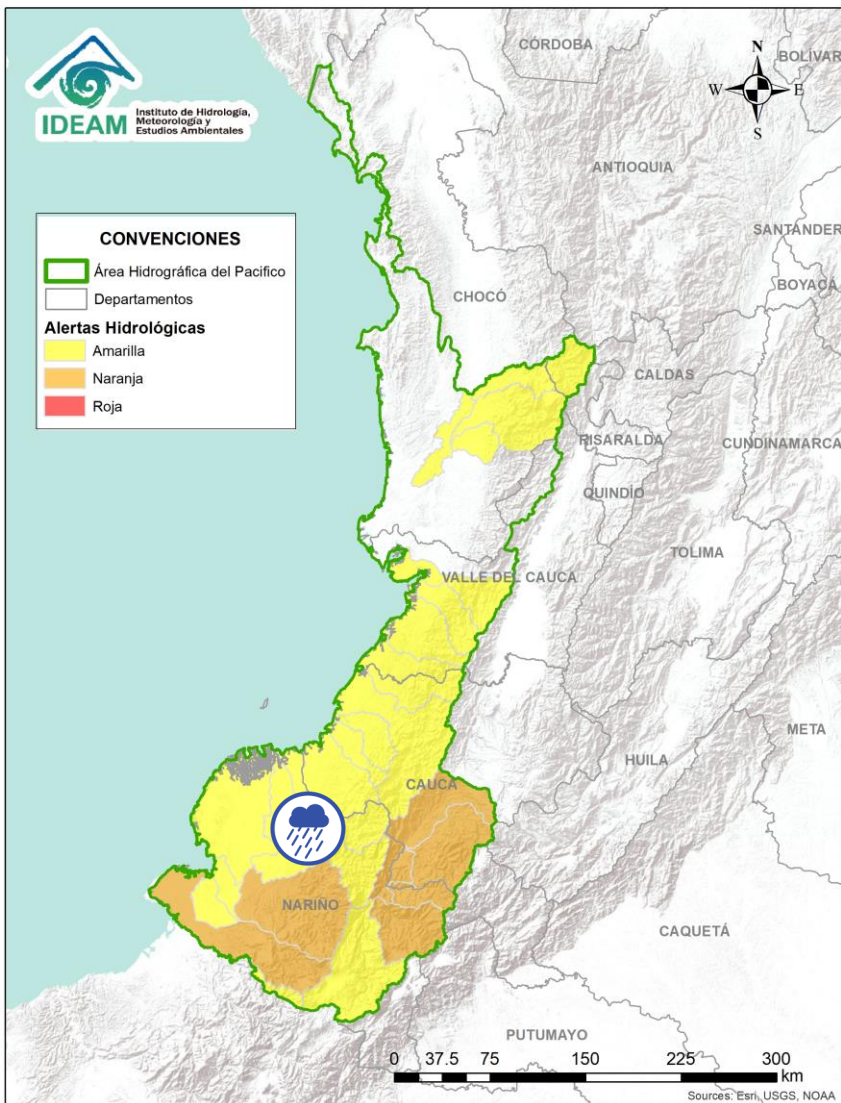 IDEAM
Instituto de Hidrología,
Meteorología y
Estudios Ambientales
CÓRDOBA
BOLÍVAR
N
W
E
S
ANTIOQUIA
SANTANDER
BOYACÁ
CONVENCIONES
Área Hidrográfica del Pacifico
Departamentos
Alertas Hidrológicas
Amarilla
Naranja
Roja
CHOCÓ
CALDAS
RISARALDA
CUNDINAMARCA
QUINDÍO
TOLIMA
VALLE DEL CAUCA
META
HUILA
CAUCA
NARIÑO
CAQUETÁ
PUTUMAYO
0 37.5 75 150 225 300
km
Sources: Esri, USGS, NOAA